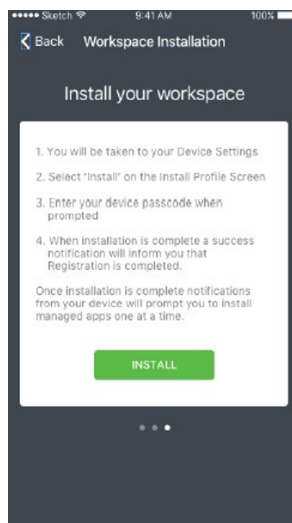 Sketch 9:41 AM 100%
Back Workspace Installation
Install your workspace
1. You will be taken to your Device Settings
2. Select 'Install' on the Install Profile Screen
3. Enter your device passcode when
prompted
4. When installation is complete a success
notification will inform you that
Registration is completed.
Once installation is complete notifications
from your device will prompt you to install
managed apps one at a time.
INSTALL